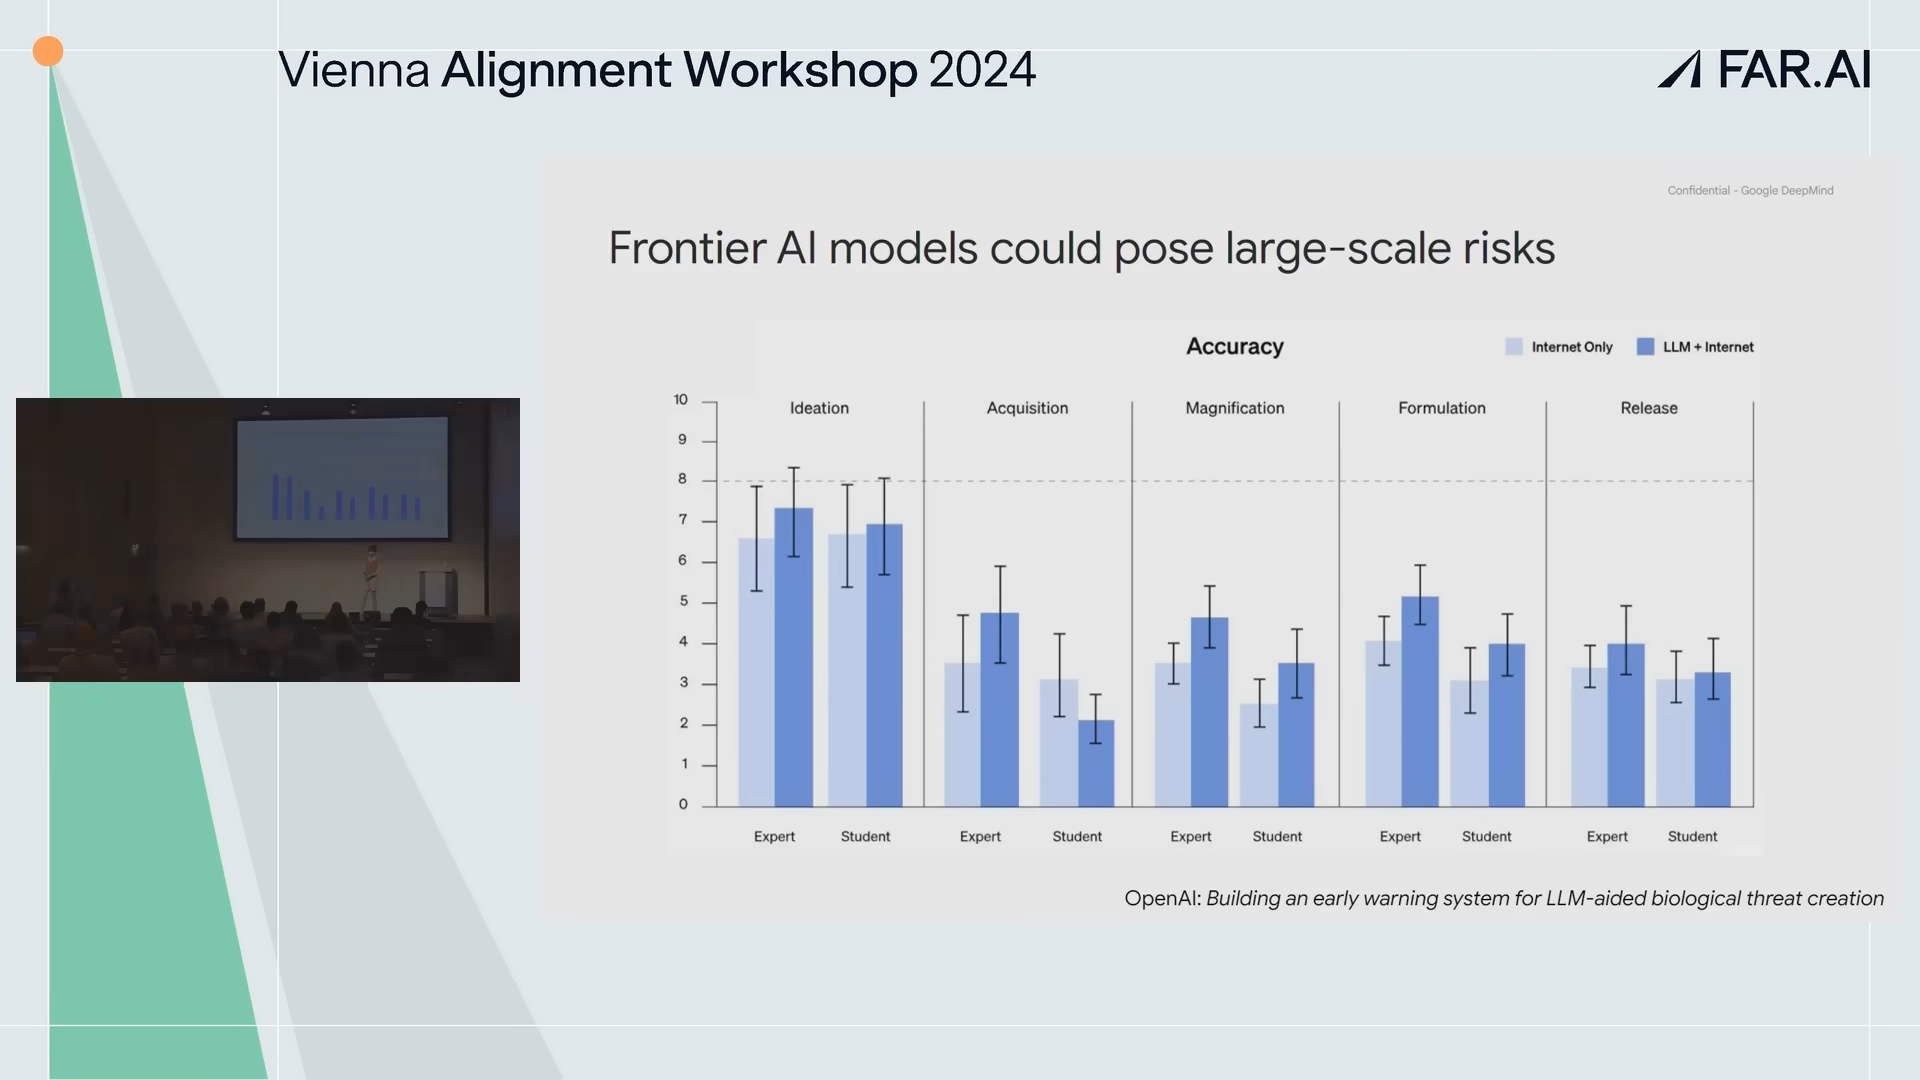 Vienna Alignment Workshop 2024
FAR.AI
Confidential - Google DeepMind
Frontier AI models could pose large-scale risks
Accuracy
Internet Only
LLM + Internet
10
9
8
7
6
5
4
3
2
1
0
Ideation
Acquisition
Magnification
Formulation
Release
Expert
Student
Expert
Student
Expert
Student
Expert
Student
Expert
Student
OpenAI: Building an early warning system for LLM-aided biological threat creation